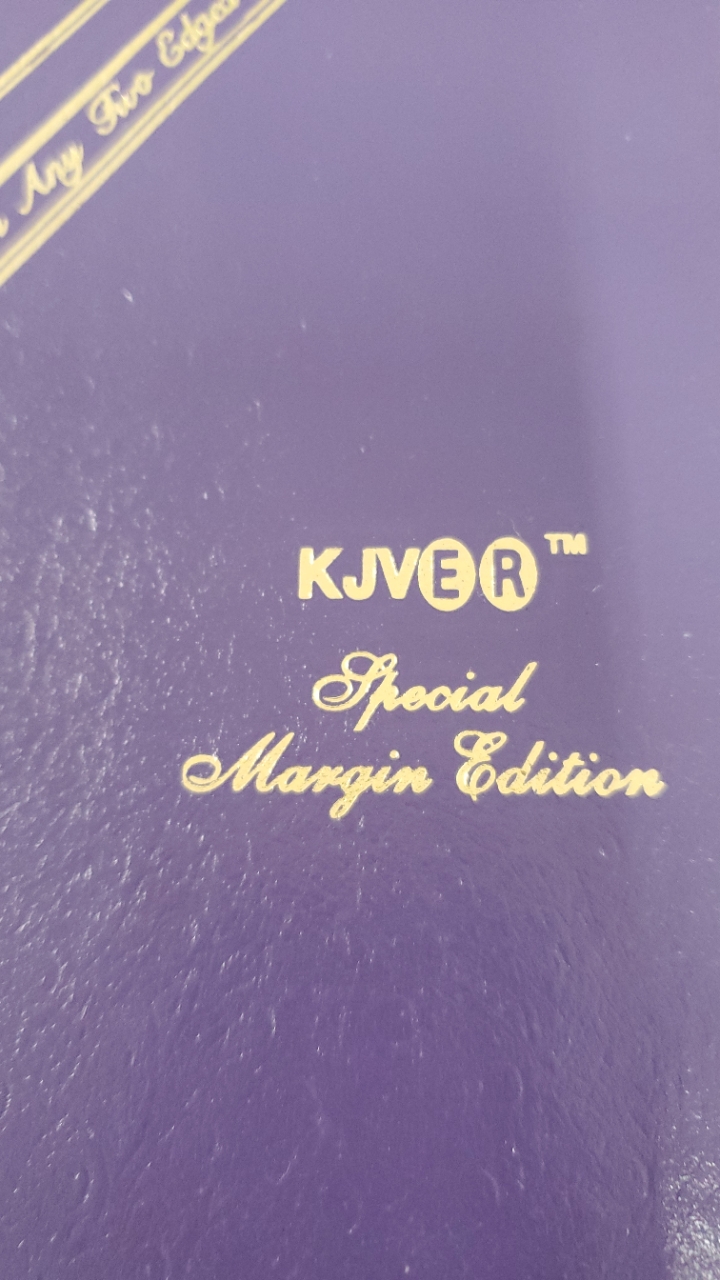 Any Two Edged
KJVER™
Special
Margin Edition